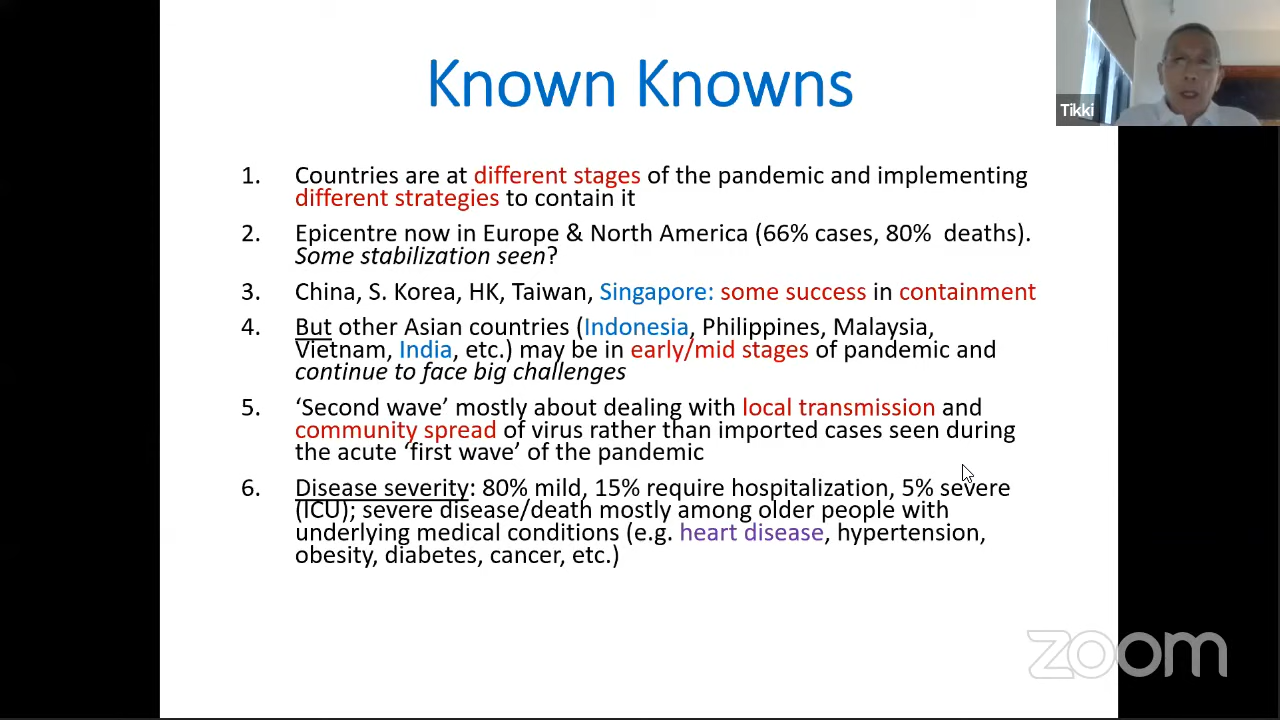 Known Knowns
Tikki
1. Countries are at different stages of the pandemic and implementing
different strategies to contain it
2. Epicentre now in Europe & North America (66% cases, 80% deaths).
Some stabilization seen?
3. China, S. Korea, HK, Taiwan, Singapore: some success in containment
4. But other Asian countries (Indonesia, Philippines, Malaysia,
Vietnam, India, etc.) may be in early/mid stages of pandemic and
continue to face big challenges
5. ‘Second wave’ mostly about dealing with local transmission and
community spread of virus rather than imported cases seen during
the acute ‘first wave’ of the pandemic
6. Disease severity: 80% mild, 15% require hospitalization, 5% severe
(ICU); severe disease/death mostly among older people with
underlying medical conditions (e.g. heart disease, hypertension,
obesity, diabetes, cancer, etc.)
zoom